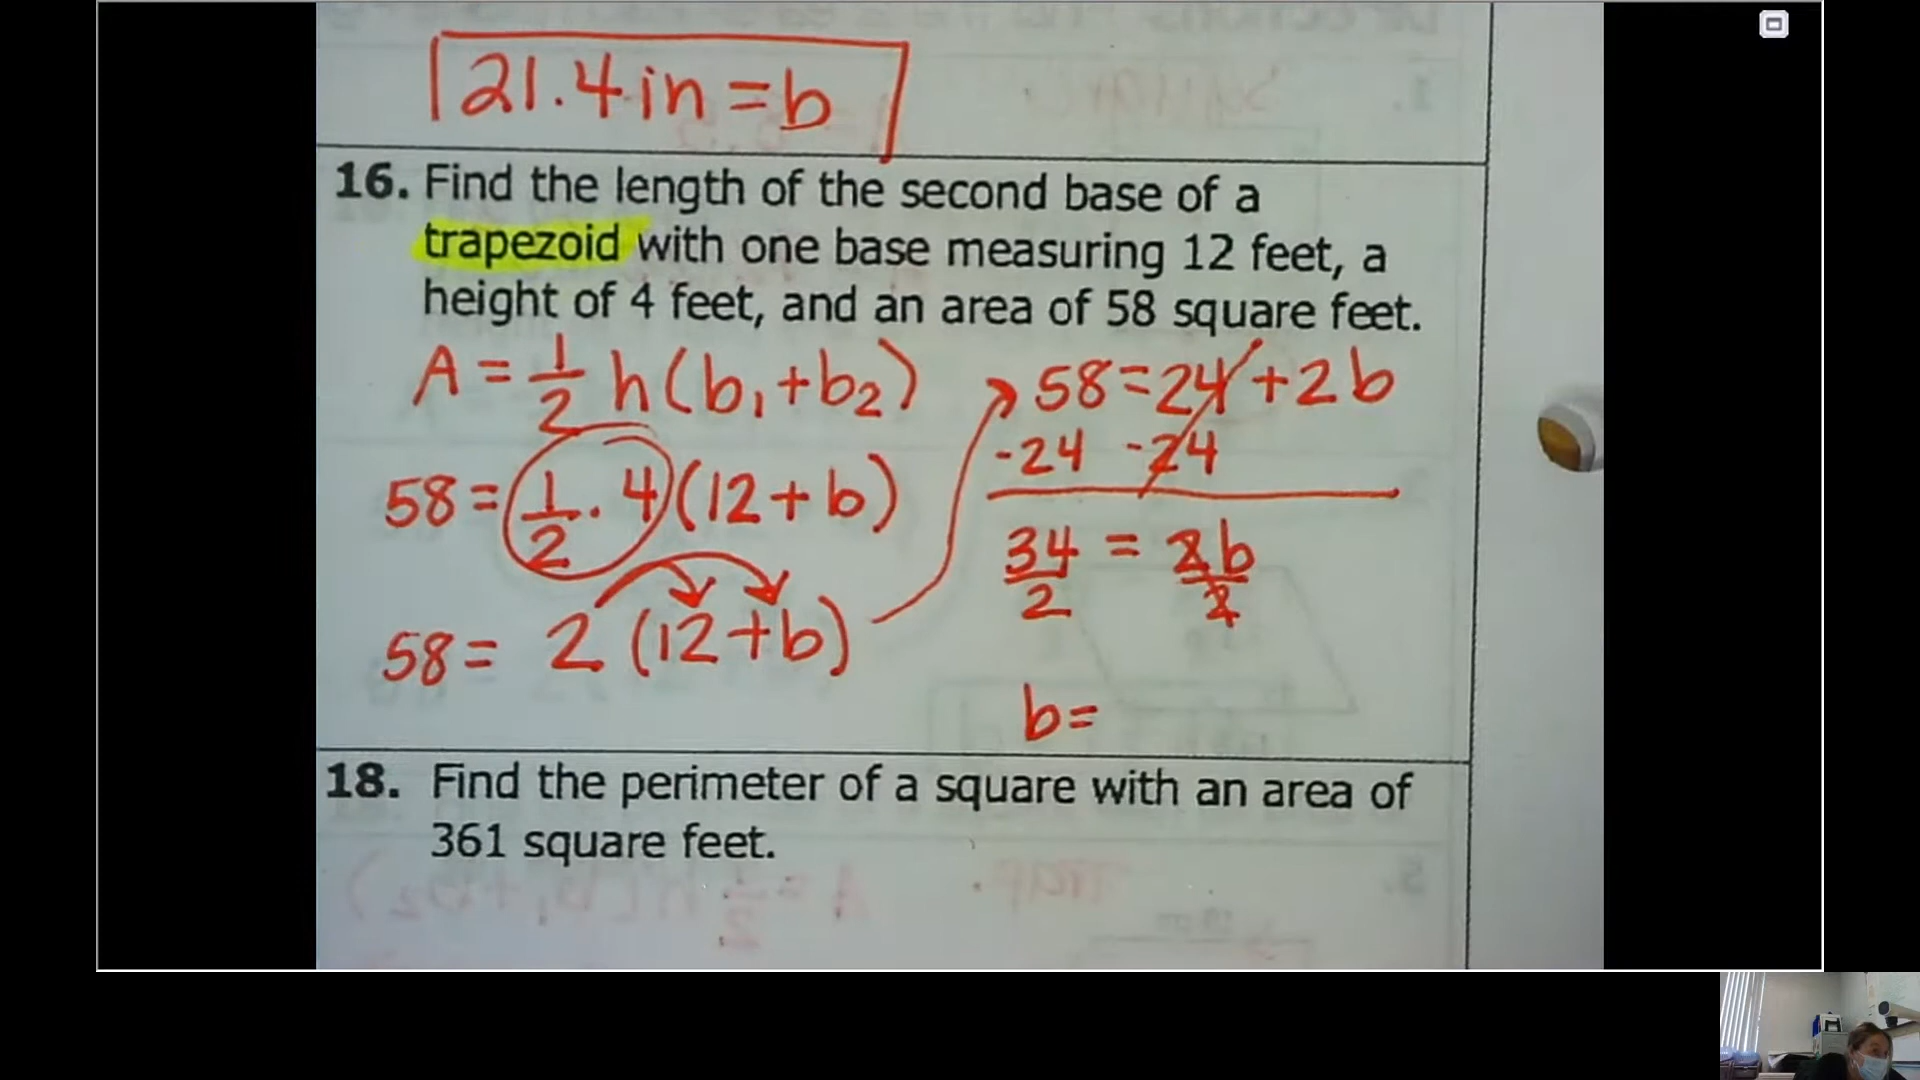 21.4 in = b
16. Find the length of the second base of a
trapezoid with one base measuring 12 feet, a
height of 4 feet, and an area of 58 square feet.
A = 1/2 h(b₁+b₂)
58 = 1/2 · 4(12+b)
58 = 2(12+b)
58=24+2b
-24 -24
34/2 = 2b/2
b=
18. Find the perimeter of a square with an area of
361 square feet.